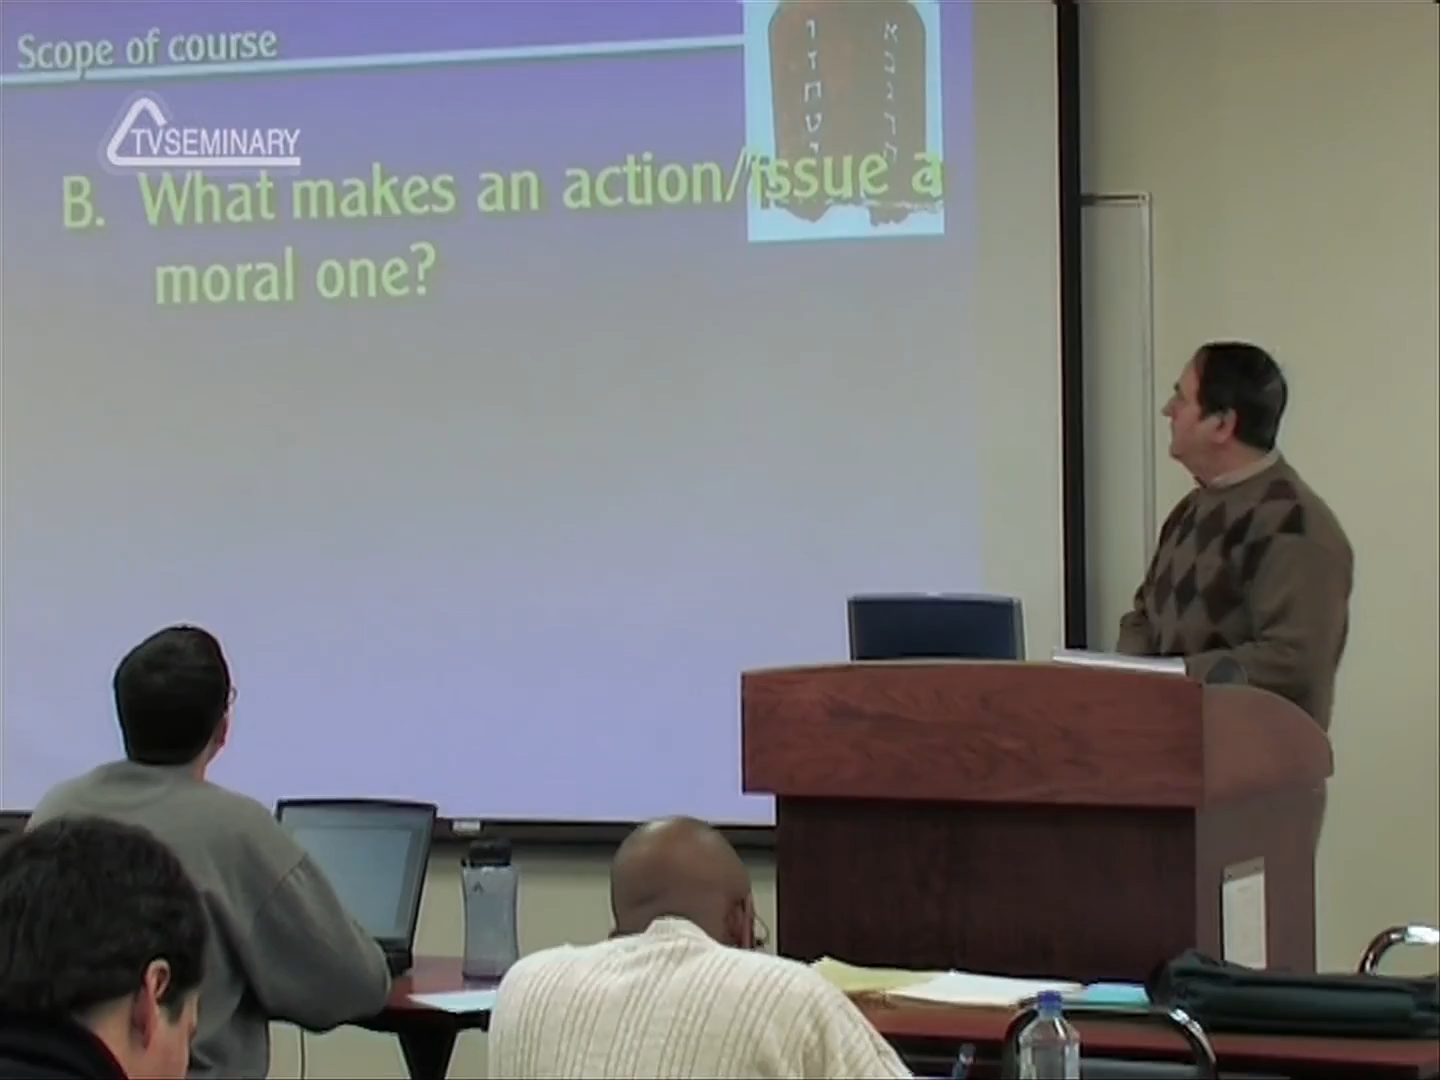 Scope of course
TVSEMINARY
B. What makes an action/issue a
moral one?